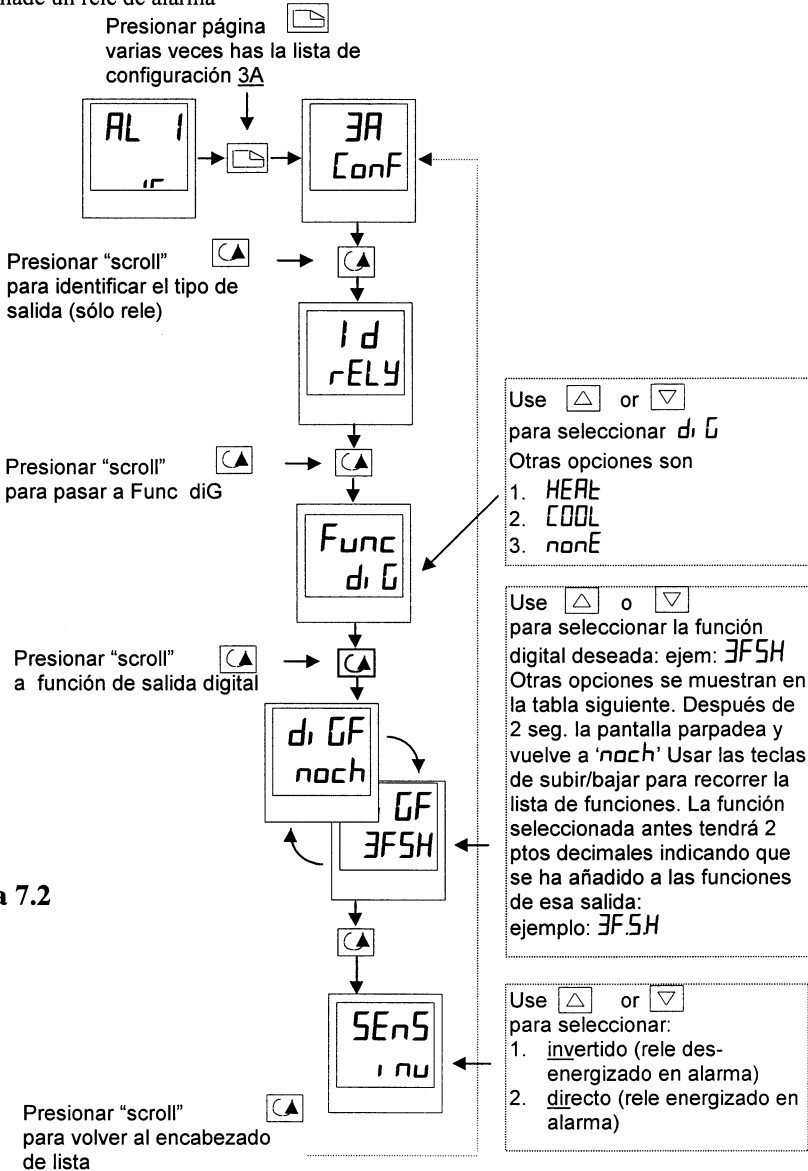 añade un rele de alarma
Presionar página
varias veces has la lista de
configuración 3A
AL 1
3A
ConF
Presionar “scroll”
para identificar el tipo de
salida (sólo rele)
1 d
rELY
Presionar “scroll”
para pasar a Func diG
Func
di G
Use or
para seleccionar di G
Otras opciones son
1. HEAt
2. COOL
3. nonE
Presionar “scroll”
a función de salida digital
di GF
noch
GF
3FSH
Use o
para seleccionar la función
digital deseada: ejem: 3FSH
Otras opciones se muestran en
la tabla siguiente. Después de
2 seg. la pantalla parpadea y
vuelve a ‘noch’ Usar las teclas
de subir/bajar para recorrer la
lista de funciones. La función
seleccionada antes tendrá 2
ptos decimales indicando que
se ha añadido a las funciones
de esa salida:
ejemplo: 3F.S.H
a 7.2
SEnS
inu
Use or
para seleccionar:
1. invertido (rele des-
energizado en alarma)
2. directo (rele energizado en
alarma)
Presionar “scroll”
para volver al encabezado
de lista